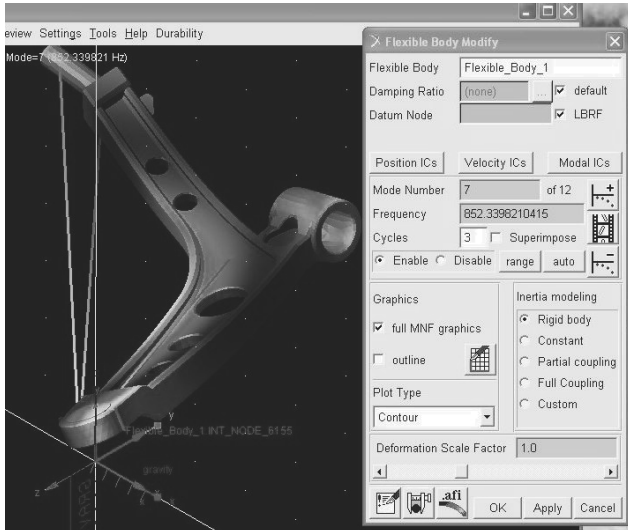 eview Settings Tools Help Durability
Mode=7 (852.339821 Hz)
Flexible_Body_1 INT_NODE_6155
y
gravity
z
x
Flexible Body Modify
Flexible Body Flexible_Body_1
Damping Ratio (none) ... default
Datum Node LBRF
Position ICs Velocity ICs Modal ICs
Mode Number 7 of 12
Frequency 852.3398210415
Cycles 3 Superimpose
Enable Disable range auto
Graphics
full MNF graphics
outline
Plot Type
Contour
Inertia modeling
Rigid body
Constant
Partial coupling
Full Coupling
Custom
Deformation Scale Factor 1.0
.afi OK Apply Cancel